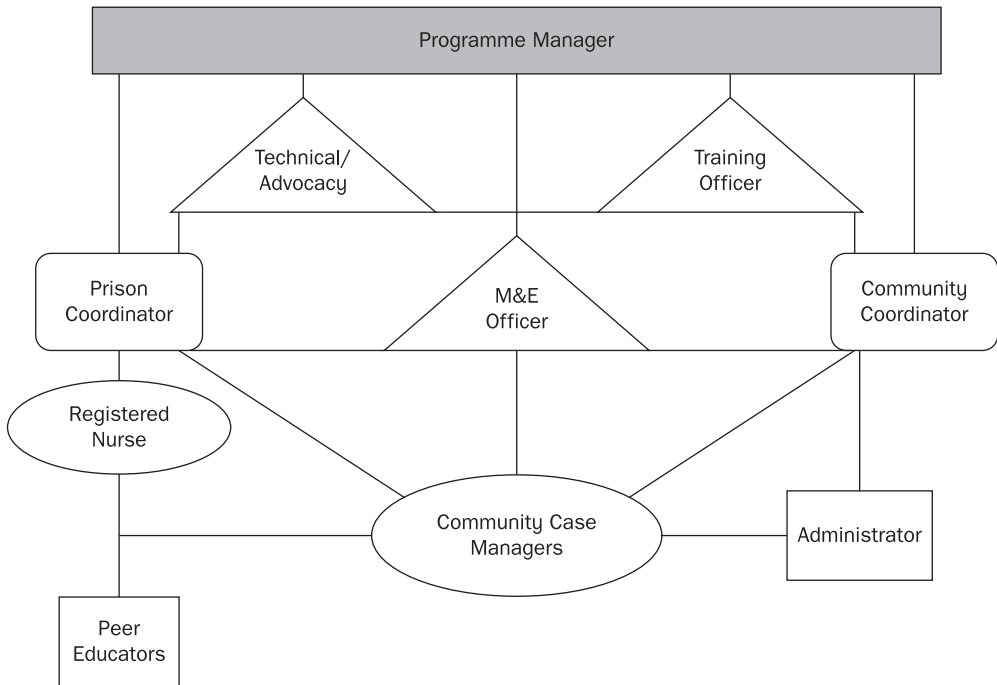 Programme Manager
Technical/
Advocacy
Training
Officer
Prison
Coordinator
M&E
Officer
Community
Coordinator
Registered
Nurse
Community Case
Managers
Administrator
Peer
Educators